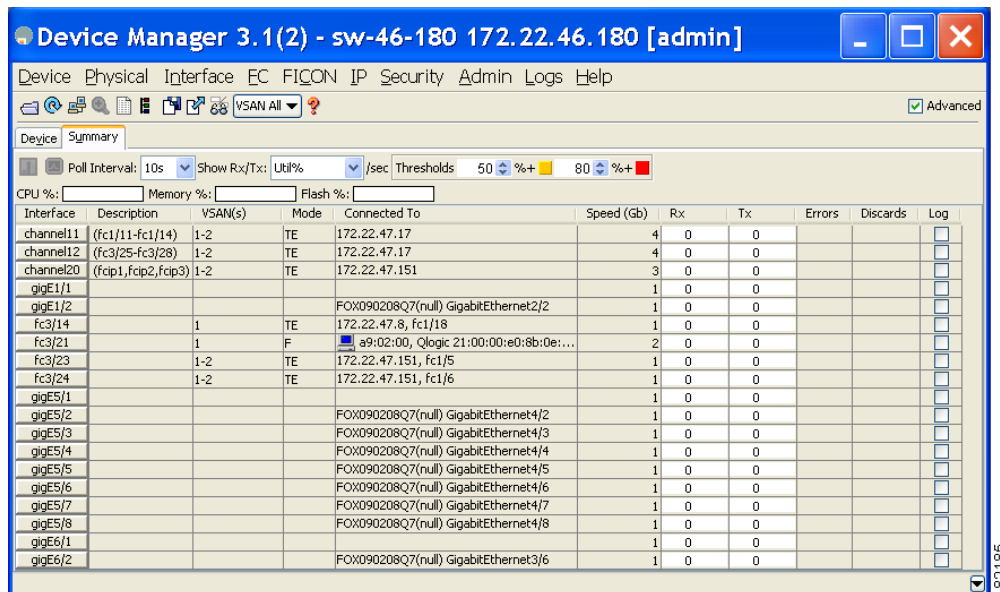 Device Manager 3.1(2) - sw-46-180 172.22.46.180 [admin]
Device Physical Interface FC FICON IP Security Admin Logs Help
VSAN All ? Advanced
Device Summary
Poll Interval: 10s Show Rx/Tx: Util% /sec Thresholds 50 %+ 80 %+
CPU %: Memory %: Flash %:
Interface Description VSAN(s) Mode Connected To Speed (Gb) Rx Tx Errors Discards Log
channel11 (fc1/11-fc1/14) 1-2 TE 172.22.47.17 4 0 0
channel12 (fc3/25-fc3/28) 1-2 TE 172.22.47.17 4 0 0
channel20 (fcip1,fcip2,fcip3) 1-2 TE 172.22.47.151 3 0 0
gigE1/1 1 0 0
gigE1/2 FOX090208Q7(null) GigabitEthernet2/2 1 0 0
fc3/14 1 TE 172.22.47.8, fc1/18 1 0 0
fc3/21 1 F a9:02:00, Qlogic 21:00:00:e0:8b:0e:... 2 0 0
fc3/23 1-2 TE 172.22.47.151, fc1/5 1 0 0
fc3/24 1-2 TE 172.22.47.151, fc1/6 1 0 0
gigE5/1 1 0 0
gigE5/2 FOX090208Q7(null) GigabitEthernet4/2 1 0 0
gigE5/3 FOX090208Q7(null) GigabitEthernet4/3 1 0 0
gigE5/4 FOX090208Q7(null) GigabitEthernet4/4 1 0 0
gigE5/5 FOX090208Q7(null) GigabitEthernet4/5 1 0 0
gigE5/6 FOX090208Q7(null) GigabitEthernet4/6 1 0 0
gigE5/7 FOX090208Q7(null) GigabitEthernet4/7 1 0 0
gigE5/8 FOX090208Q7(null) GigabitEthernet4/8 1 0 0
gigE6/1 1 0 0
gigE6/2 FOX090208Q7(null) GigabitEthernet3/6 1 0 0